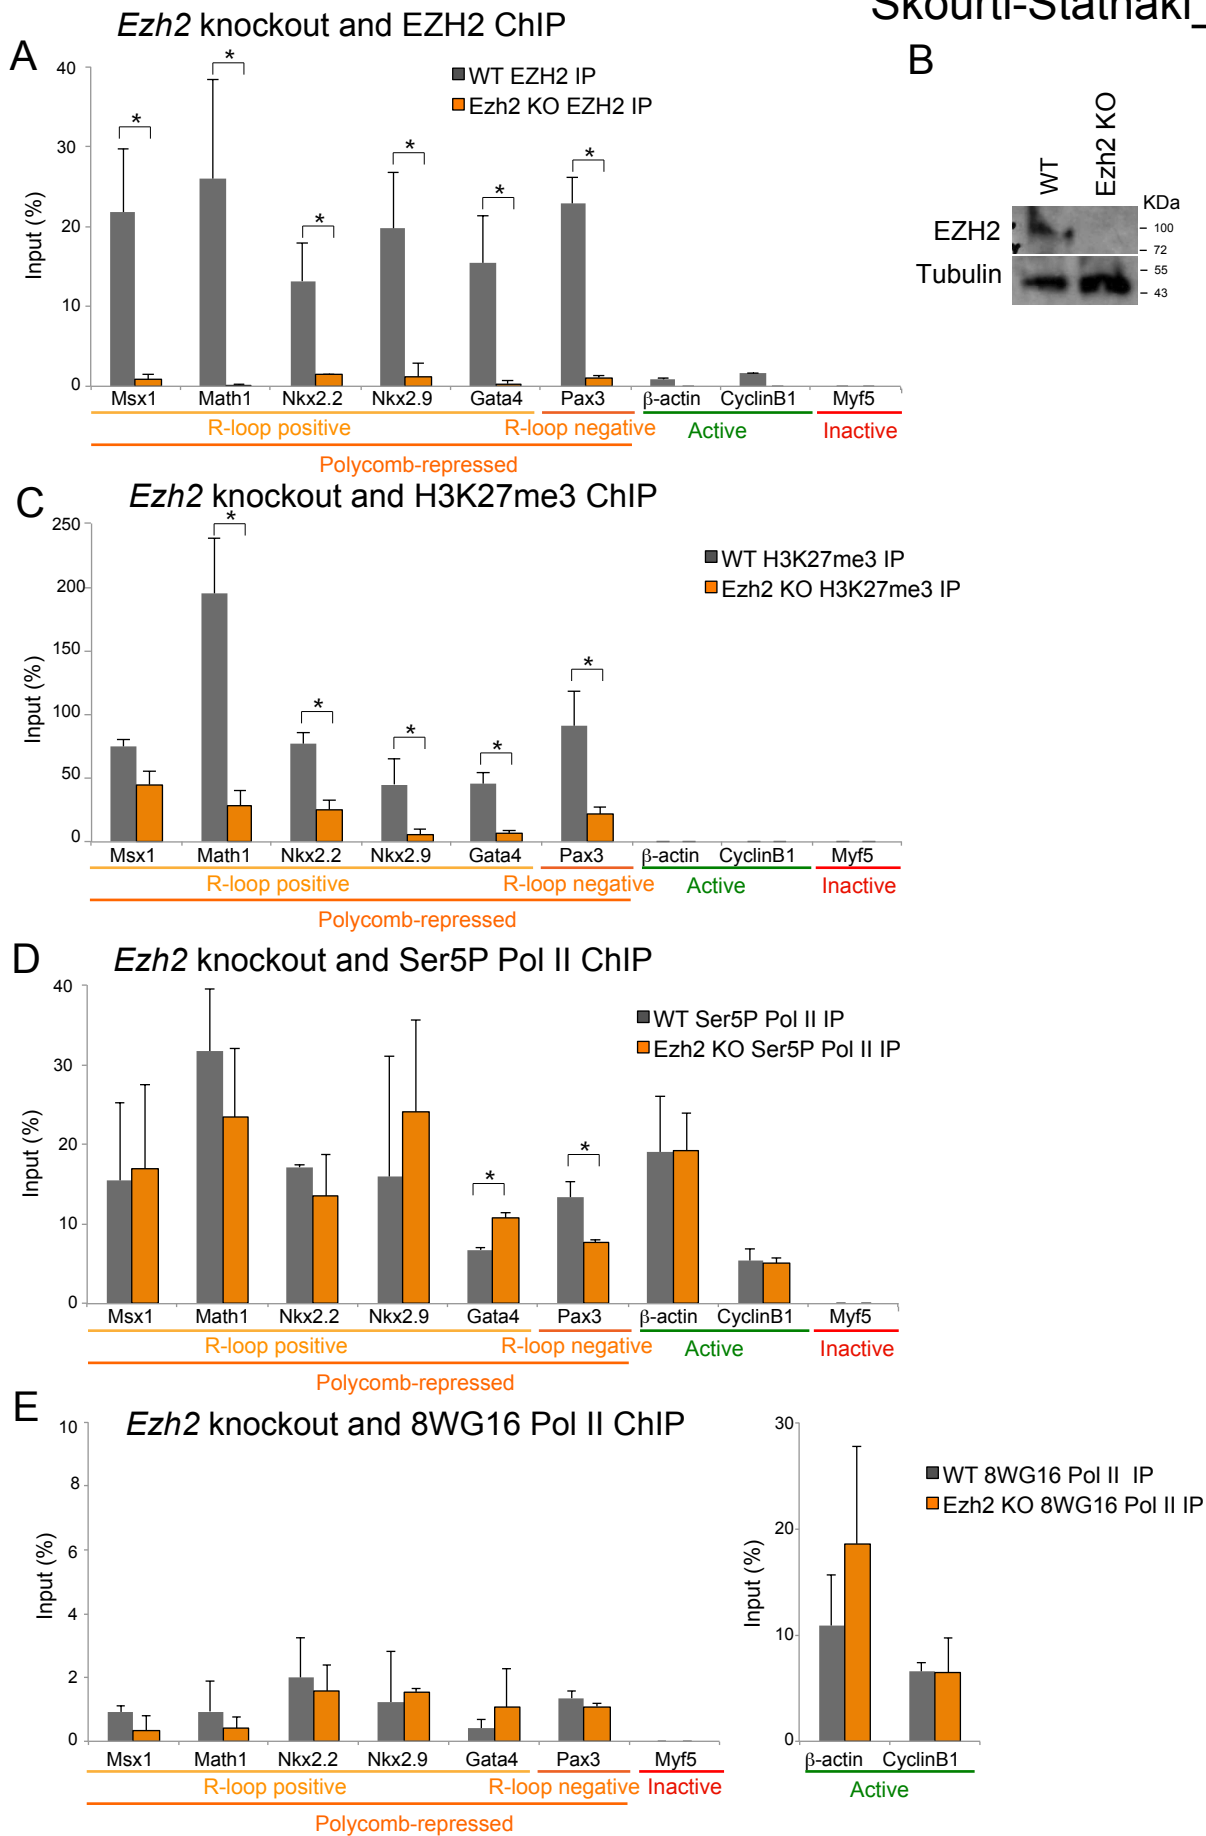 Skourti-Stathaki_
Ezh2 knockout and EZH2 ChIP
A
40
30
20
10
0
Input (%)
WT EZH2 IP
Ezh2 KO EZH2 IP
* * * * * *
Msx1 Math1 Nkx2.2 Nkx2.9 Gata4 Pax3 β-actin CyclinB1 Myf5
R-loop positive R-loop negative Active Inactive
Polycomb-repressed
B
WT Ezh2 KO
KDa
EZH2
100
72
Tubulin
55
43
C
Ezh2 knockout and H3K27me3 ChIP
250
200
150
100
50
0
Input (%)
WT H3K27me3 IP
Ezh2 KO H3K27me3 IP
* * * * *
Msx1 Math1 Nkx2.2 Nkx2.9 Gata4 Pax3 β-actin CyclinB1 Myf5
R-loop positive R-loop negative Active Inactive
Polycomb-repressed
D
Ezh2 knockout and Ser5P Pol II ChIP
40
30
20
10
0
Input (%)
WT Ser5P Pol II IP
Ezh2 KO Ser5P Pol II IP
* *
Msx1 Math1 Nkx2.2 Nkx2.9 Gata4 Pax3 β-actin CyclinB1 Myf5
R-loop positive R-loop negative Active Inactive
Polycomb-repressed
E
Ezh2 knockout and 8WG16 Pol II ChIP
10
8
6
4
2
0
Input (%)
Msx1 Math1 Nkx2.2 Nkx2.9 Gata4 Pax3 Myf5
R-loop positive R-loop negative Inactive
Polycomb-repressed
30
20
10
0
Input (%)
WT 8WG16 Pol II IP
Ezh2 KO 8WG16 Pol II IP
β-actin CyclinB1
Active